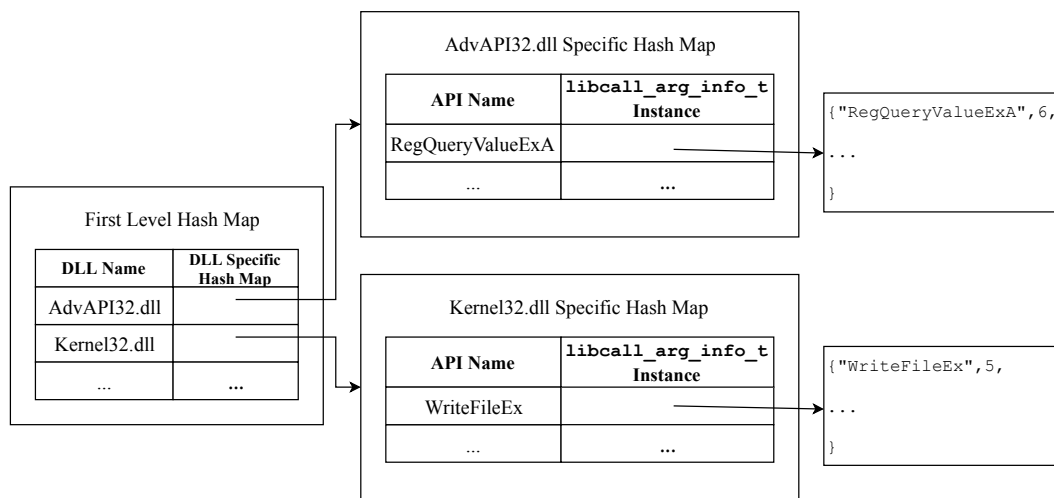 AdvAPI32.dll Specific Hash Map
API Name
libcall_arg_info_t
Instance
RegQueryValueExA
...
...
{"RegQueryValueExA",6,
...
}
First Level Hash Map
DLL Name
DLL Specific
Hash Map
AdvAPI32.dll
Kernel32.dll
...
...
Kernel32.dll Specific Hash Map
API Name
libcall_arg_info_t
Instance
WriteFileEx
...
...
{"WriteFileEx",5,
...
}